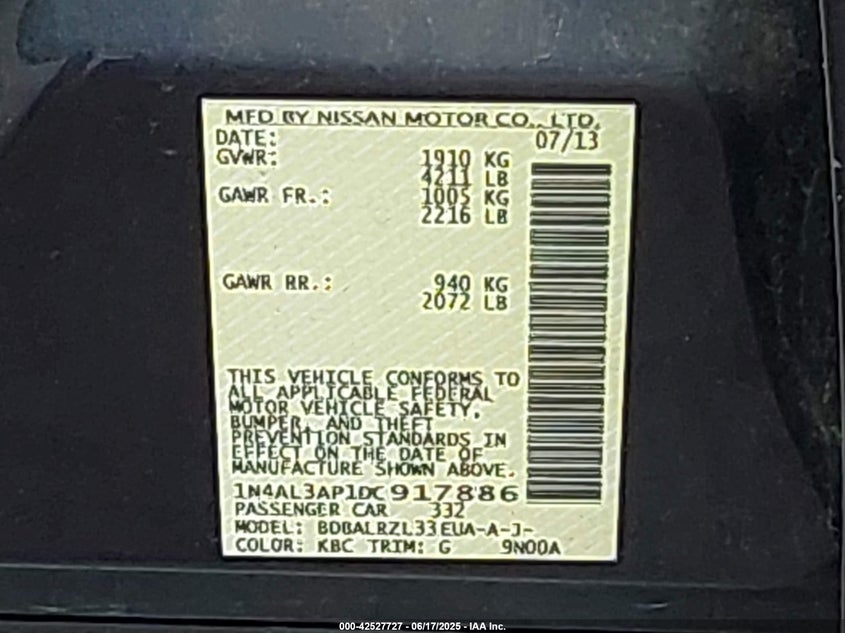 MFD BY NISSAN MOTOR CO., LTD.
DATE: 07/13
GVWR: 1910 KG
4211 LB
GAWR FR.: 1005 KG
2216 LB
GAWR RR.: 940 KG
2072 LB
THIS VEHICLE CONFORMS TO
ALL APPLICABLE FEDERAL
MOTOR VEHICLE SAFETY,
BUMPER, AND THEFT
PREVENTION STANDARDS IN
EFFECT ON THE DATE OF
MANUFACTURE SHOWN ABOVE.
1N4AL3AP1DC917886
PASSENGER CAR 332
MODEL: BDBALRZL33EUA-A-J-
COLOR: KBC TRIM: G 9N00A
000-42527727 - 06/17/2025 - IAA Inc.